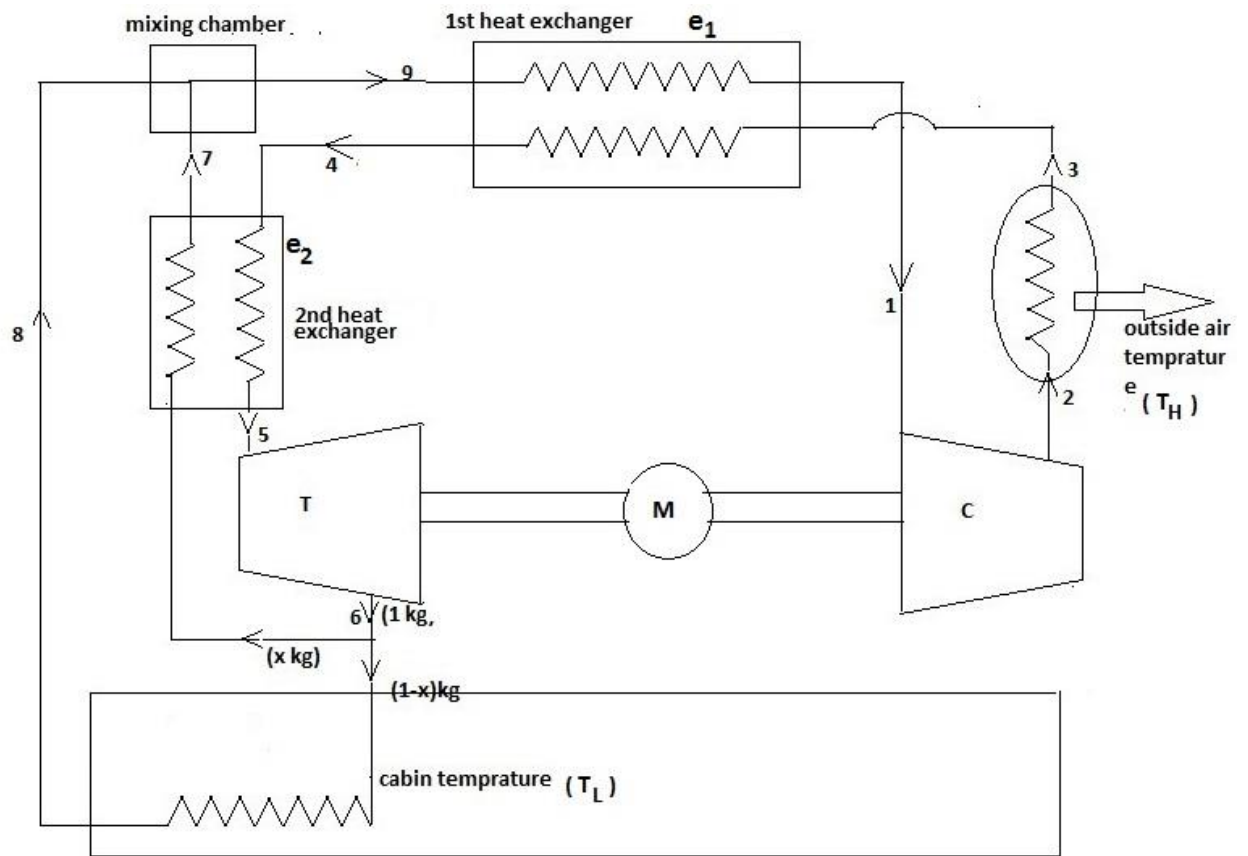 mixing chamber
1st heat exchanger
e1
9
7
4
3
e2
2nd heat
exchanger
8
1
outside air
tempratur
e (TH)
2
5
T
M
C
6 (1 kg,
(x kg)
(1-x)kg
cabin temprature (TL)